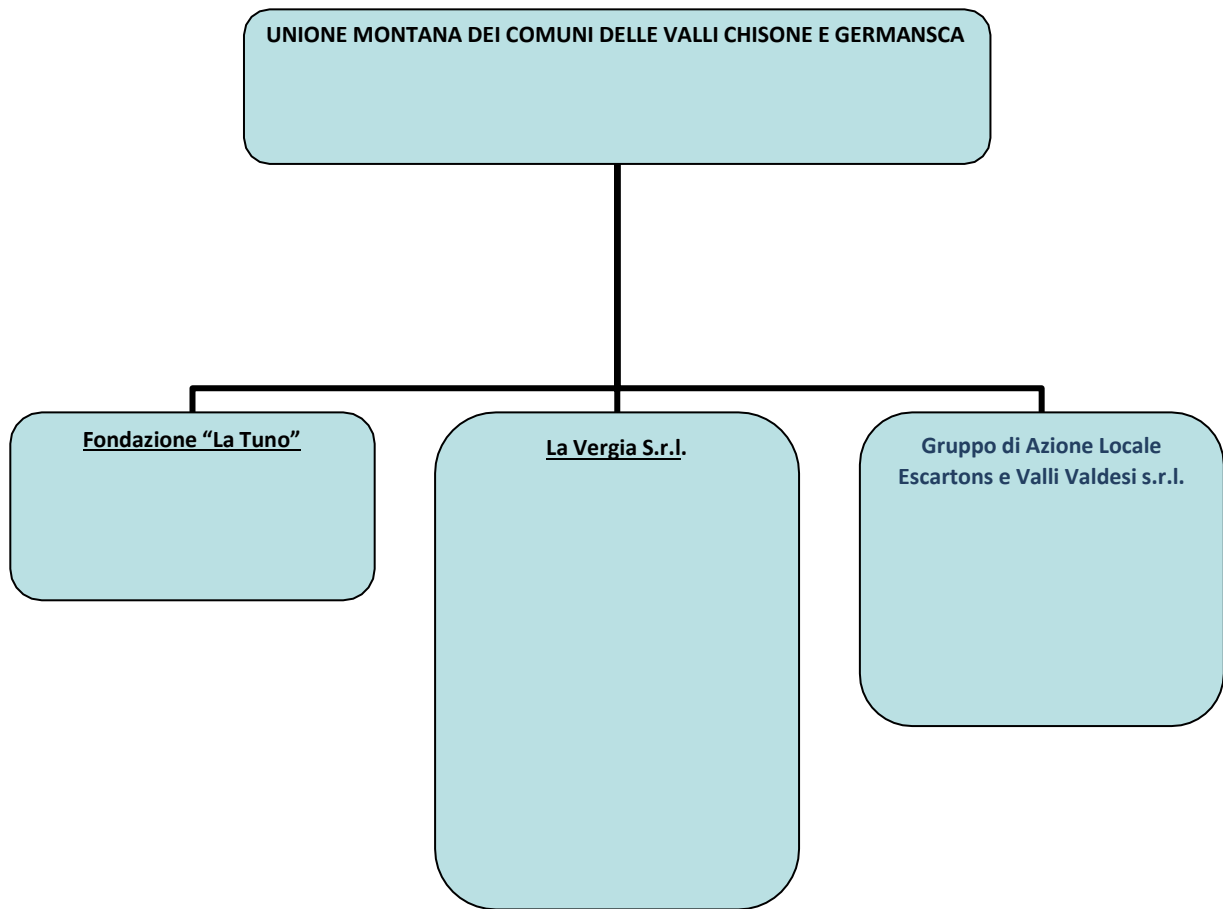 UNIONE MONTANA DEI COMUNI DELLE VALLI CHISONE E GERMANSCA
Fondazione “La Tuno”
La Vergia S.r.l.
Gruppo di Azione Locale
Escartons e Valli Valdesi s.r.l.